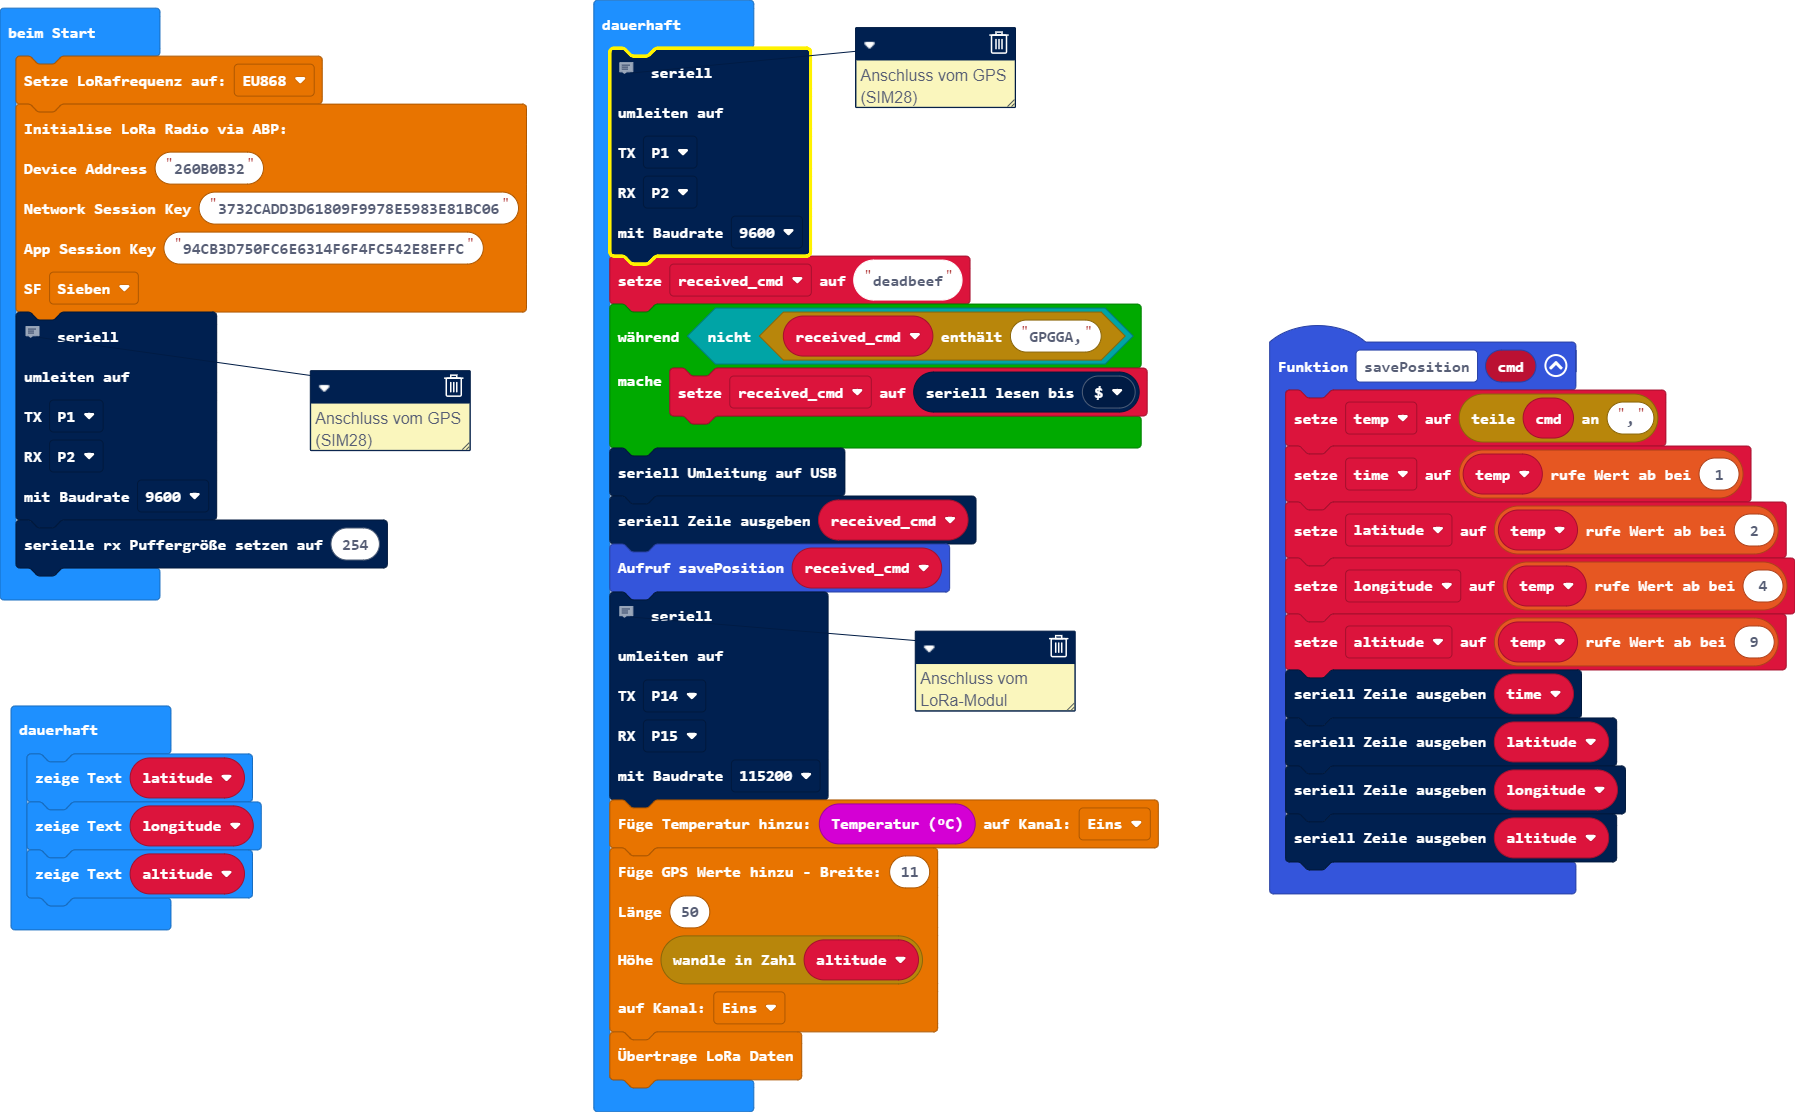 beim Start
Setze LoRafrequenz auf: EU868
Initialise LoRa Radio via ABP:
Device Address "260B0B32"
Network Session Key "3732CADD3D61809F9978E5983E81BC06"
App Session Key "94CB3D750FC6E6314F6F4FC542E8EFFC"
SF Sieben
seriell
umleiten auf
TX P1
RX P2
mit Baudrate 9600
serielle rx Puffergröße setzen auf 254
Anschluss vom GPS
(SIM28)
dauerhaft
zeige Text latitude
zeige Text longitude
zeige Text altitude
dauerhaft
seriell
umleiten auf
TX P1
RX P2
mit Baudrate 9600
Anschluss vom GPS
(SIM28)
setze received_cmd auf "deadbeef"
während nicht received_cmd enthält "GPGGA,"
mache setze received_cmd auf seriell lesen bis $
seriell Umleitung auf USB
seriell Zeile ausgeben received_cmd
Aufruf savePosition received_cmd
seriell
umleiten auf
TX P14
RX P15
mit Baudrate 115200
Anschluss vom
LoRa-Modul
Füge Temperatur hinzu: Temperatur (°C) auf Kanal: Eins
Füge GPS Werte hinzu - Breite: 11
Länge 50
Höhe wandle in Zahl altitude
auf Kanal: Eins
Übertrage LoRa Daten
Funktion savePosition cmd
setze temp auf teile cmd an ","
setze time auf temp rufe Wert ab bei 1
setze latitude auf temp rufe Wert ab bei 2
setze longitude auf temp rufe Wert ab bei 4
setze altitude auf temp rufe Wert ab bei 9
seriell Zeile ausgeben time
seriell Zeile ausgeben latitude
seriell Zeile ausgeben longitude
seriell Zeile ausgeben altitude